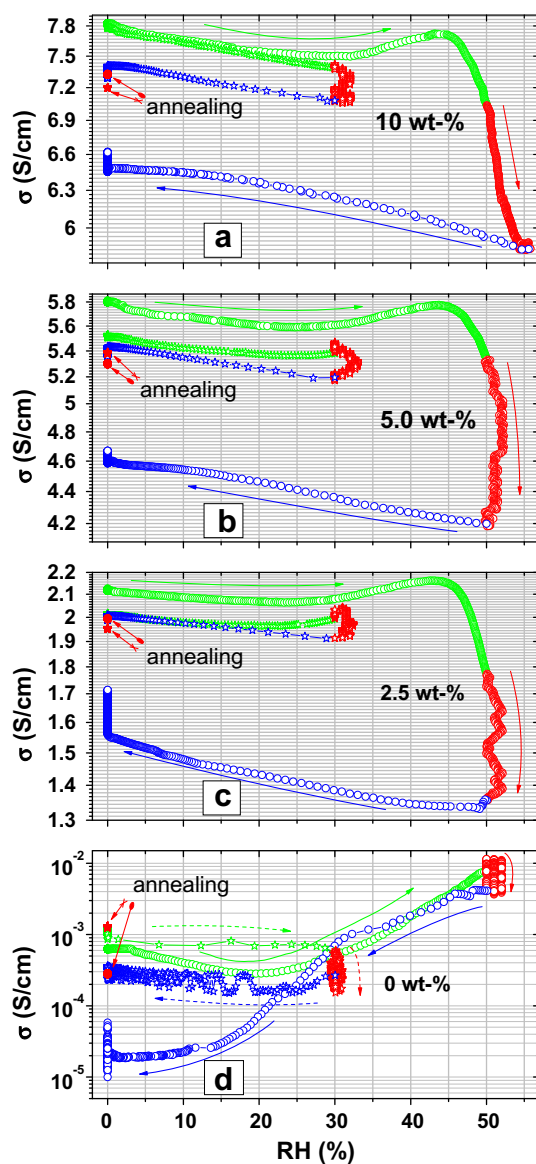 7.8
7.5
7.2
6.9
6.6
6.3
6
σ (S/cm)
annealing
10 wt-%
a
5.8
5.6
5.4
5.2
5
4.8
4.6
4.4
4.2
σ (S/cm)
annealing
5.0 wt-%
b
2.2
2.1
2
1.9
1.8
1.7
1.6
1.5
1.4
1.3
σ (S/cm)
annealing
2.5 wt-%
c
10⁻²
10⁻³
10⁻⁴
10⁻⁵
σ (S/cm)
annealing
0 wt-%
d
0 10 20 30 40 50
RH (%)